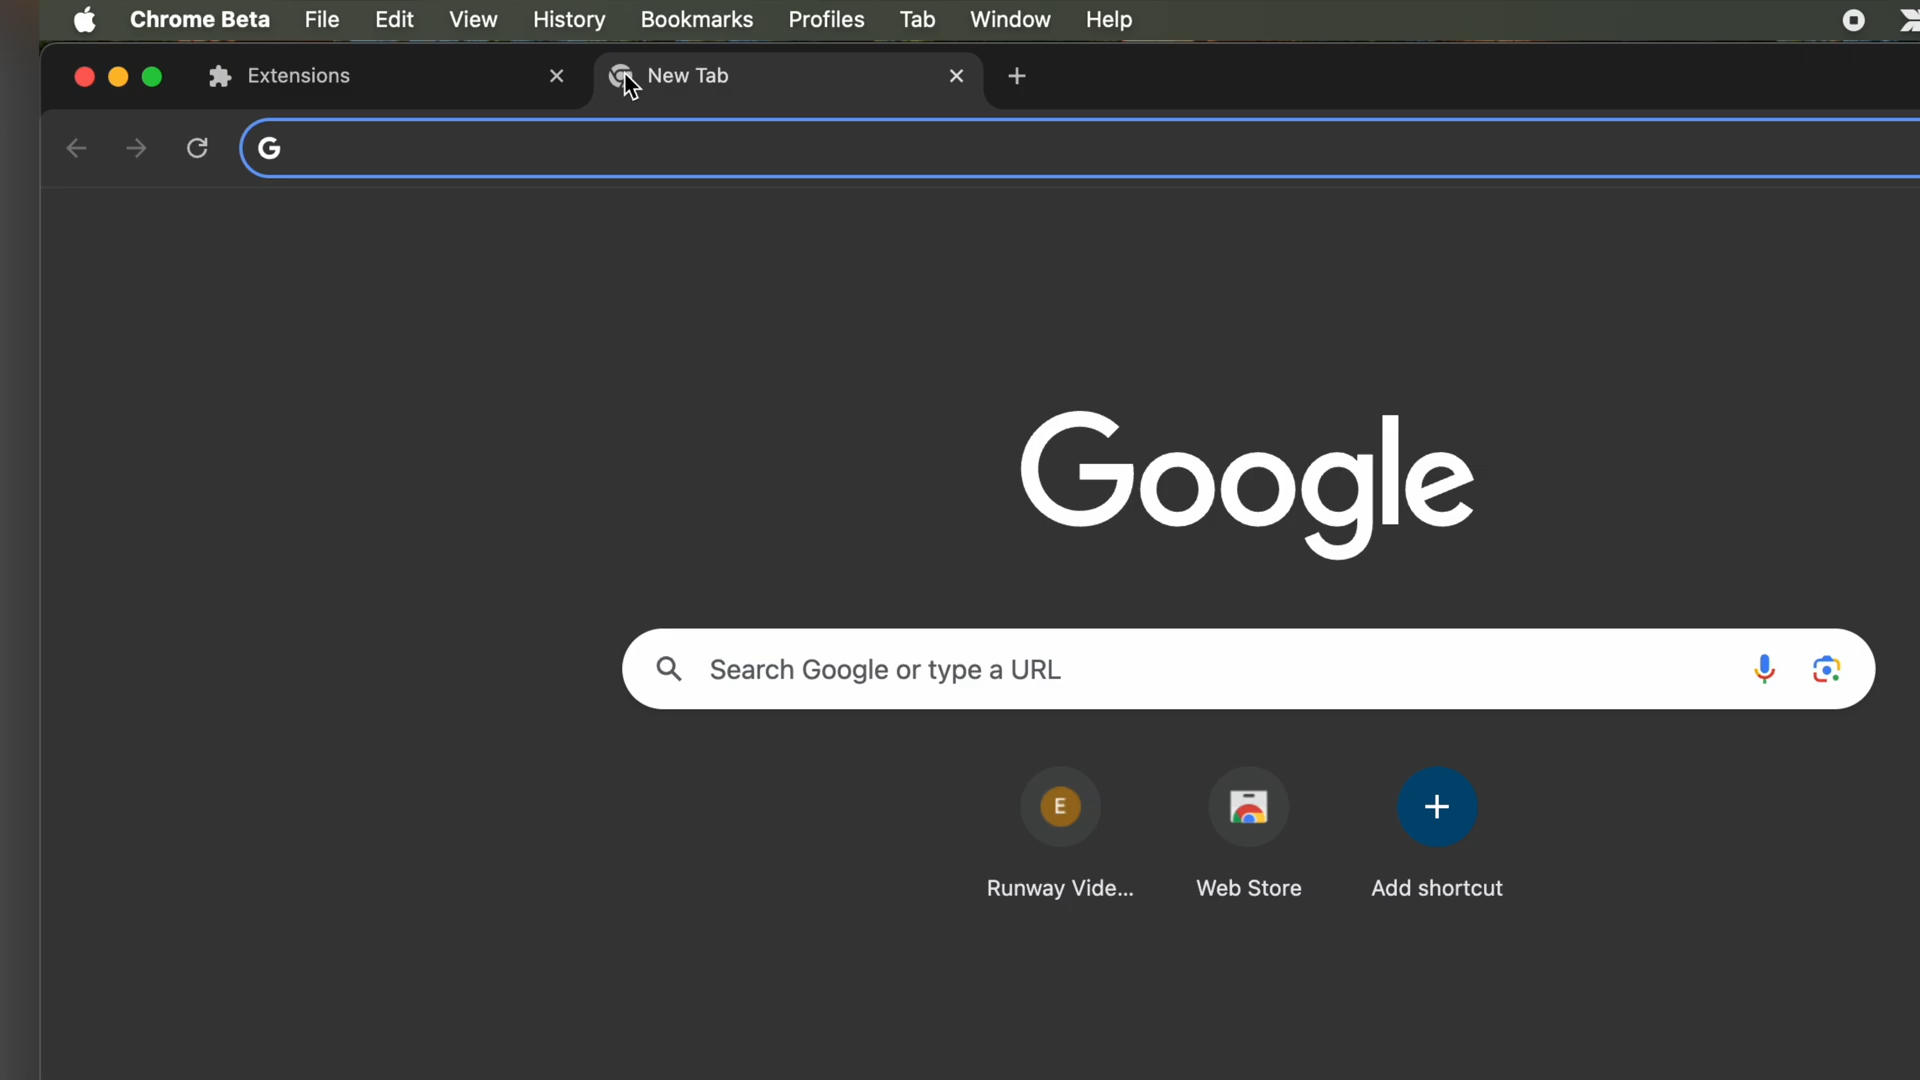 Chrome Beta File Edit View History Bookmarks Profiles Tab Window Help
Extensions New Tab
G
Google
Search Google or type a URL
E
Runway Vide... Web Store Add shortcut